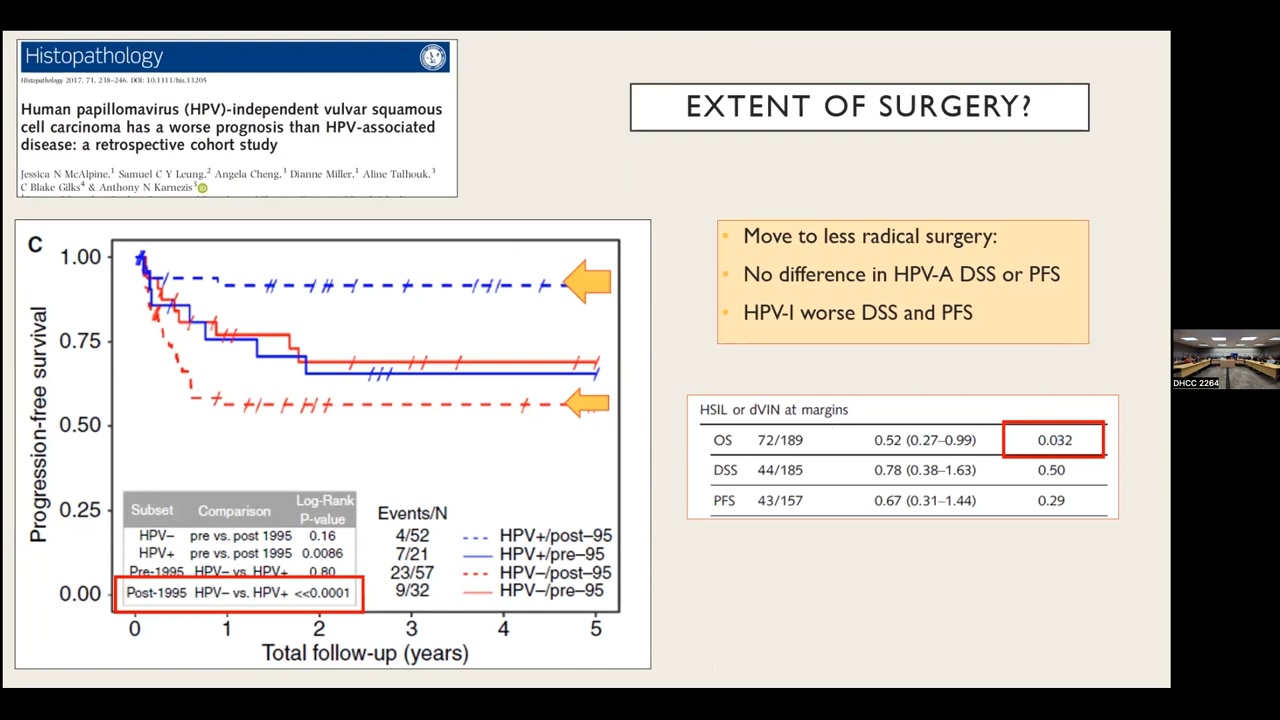 Histopathology
Histopathology 2017, 71, 238–246. DOI: 10.1111/his.13205
Human papillomavirus (HPV)-independent vulvar squamous
cell carcinoma has a worse prognosis than HPV-associated
disease: a retrospective cohort study
Jessica N McAlpine,1 Samuel C Y Leung,2 Angela Cheng,3 Dianne Miller,1 Aline Talhouk,3
C Blake Gilks4 & Anthony N Karnezis3
EXTENT OF SURGERY?
• Move to less radical surgery:
• No difference in HPV-A DSS or PFS
• HPV-I worse DSS and PFS
HSIL or dVIN at margins
OS 72/189 0.52 (0.27–0.99) 0.032
DSS 44/185 0.78 (0.38–1.63) 0.50
PFS 43/157 0.67 (0.31–1.44) 0.29
C
Progression-free survival
1.00
0.75
0.50
0.25
0.00
Subset Comparison Log-Rank P-value
HPV– pre vs. post 1995 0.16
HPV+ pre vs. post 1995 0.0086
Pre-1995 HPV– vs. HPV+ 0.80
Post-1995 HPV– vs. HPV+ <<0.0001
Events/N
4/52 HPV+/post–95
7/21 HPV+/pre–95
23/57 HPV–/post–95
9/32 HPV–/pre–95
0 1 2 3 4 5
Total follow-up (years)
DHCC 2264